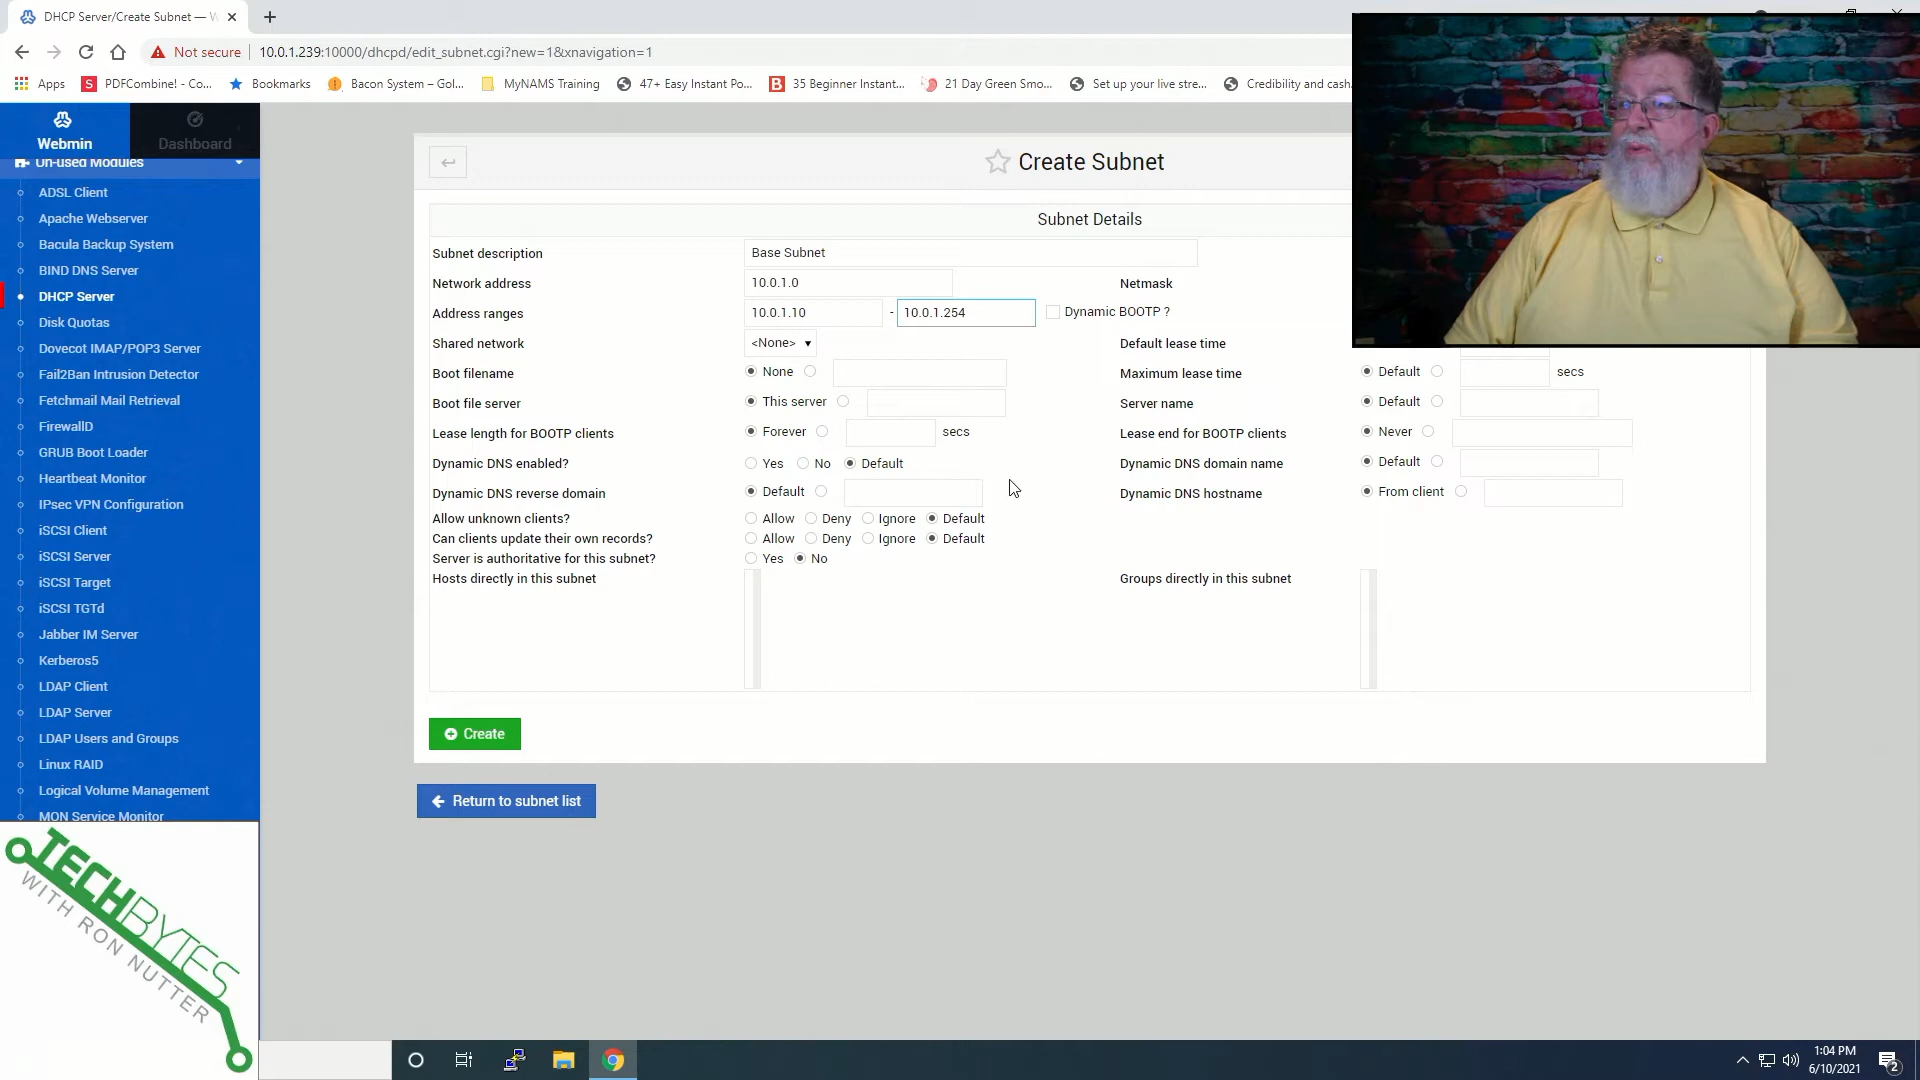 DHCP Server/Create Subnet — W
Not secure
10.0.1.239:10000/dhcpd/edit_subnet.cgi?new=1&xnavigation=1
Apps
PDFCombine! - Co...
Bookmarks
Bacon System – Gol...
MyNAMS Training
47+ Easy Instant Po...
35 Beginner Instant...
21 Day Green Smo...
Set up your live stre...
Credibility and cash
Webmin
Dashboard
Un-used Modules
ADSL Client
Apache Webserver
Bacula Backup System
BIND DNS Server
DHCP Server
Disk Quotas
Dovecot IMAP/POP3 Server
Fail2Ban Intrusion Detector
Fetchmail Mail Retrieval
FirewallD
GRUB Boot Loader
Heartbeat Monitor
IPsec VPN Configuration
iSCSI Client
iSCSI Server
iSCSI Target
iSCSI TGTd
Jabber IM Server
Kerberos5
LDAP Client
LDAP Server
LDAP Users and Groups
Linux RAID
Logical Volume Management
MON Service Monitor
Create Subnet
Subnet Details
Subnet description Base Subnet
Network address 10.0.1.0 Netmask
Address ranges 10.0.1.10 - 10.0.1.254 Dynamic BOOTP ?
Shared network <None> Default lease time
Boot filename None Maximum lease time Default secs
Boot file server This server Server name Default
Lease length for BOOTP clients Forever secs Lease end for BOOTP clients Never
Dynamic DNS enabled? Yes No Default Dynamic DNS domain name Default
Dynamic DNS reverse domain Default Dynamic DNS hostname From client
Allow unknown clients? Allow Deny Ignore Default
Can clients update their own records? Allow Deny Ignore Default
Server is authoritative for this subnet? Yes No
Hosts directly in this subnet Groups directly in this subnet
Create
Return to subnet list
TECHBYTES
WITH RON NUTTER
1:04 PM
6/10/2021
2